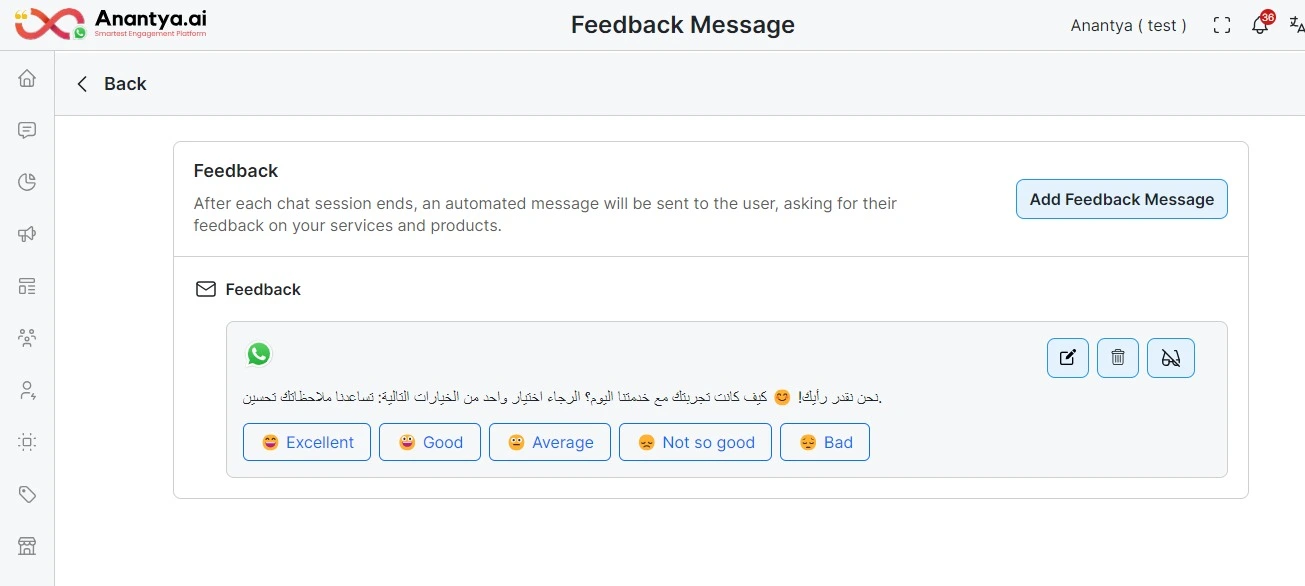 Anantya.ai
Smartest Engagement Platform
Feedback Message
Anantya ( test )
36
Back
Feedback
After each chat session ends, an automated message will be sent to the user, asking for their
feedback on your services and products.
Add Feedback Message
Feedback
نحن نقدر رأيك! 😊 كيف كانت تجربتك مع خدمتنا اليوم؟ الرجاء اختيار واحد من الخيارات التالية: تساعدنا ملاحظاتك تحسين.
😄 Excellent
😀 Good
😐 Average
😞 Not so good
😔 Bad